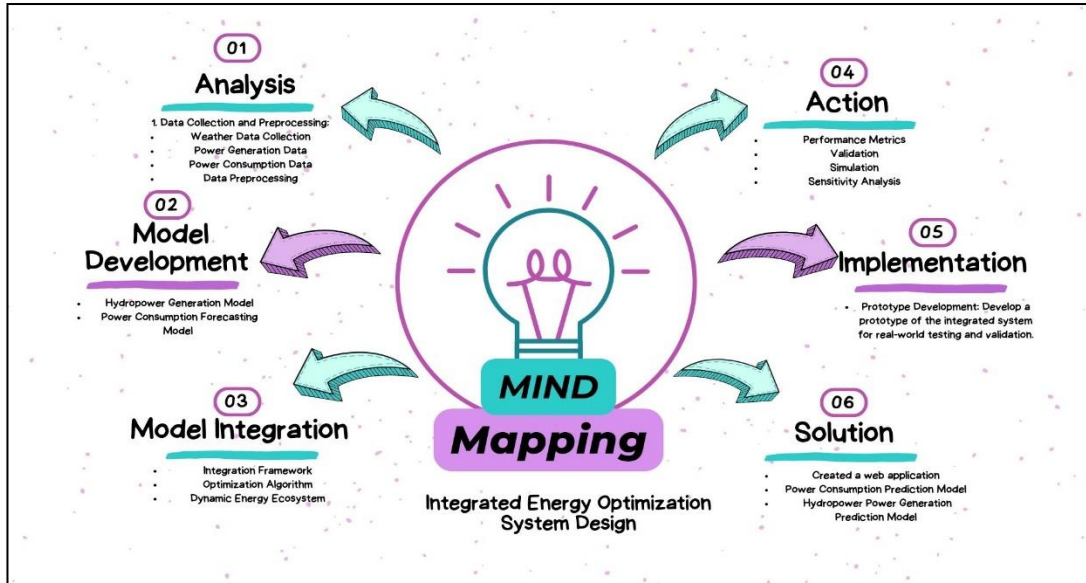 01
Analysis
1. Data Collection and Preprocessing:
• Weather Data Collection
• Power Generation Data
• Power Consumption Data
• Data Preprocessing
02
Model
Development
• Hydropower Generation Model
• Power Consumption Forecasting
Model
03
Model Integration
• Integration Framework
• Optimization Algorithm
• Dynamic Energy Ecosystem
MIND
Mapping
Integrated Energy Optimization
System Design
04
Action
• Performance Metrics
• Validation
• Simulation
• Sensitivity Analysis
05
Implementation
• Prototype Development: Develop a
prototype of the integrated system
for real-world testing and validation.
06
Solution
• Created a web application
• Power Consumption Prediction Model
• Hydropower Power Generation
Prediction Model